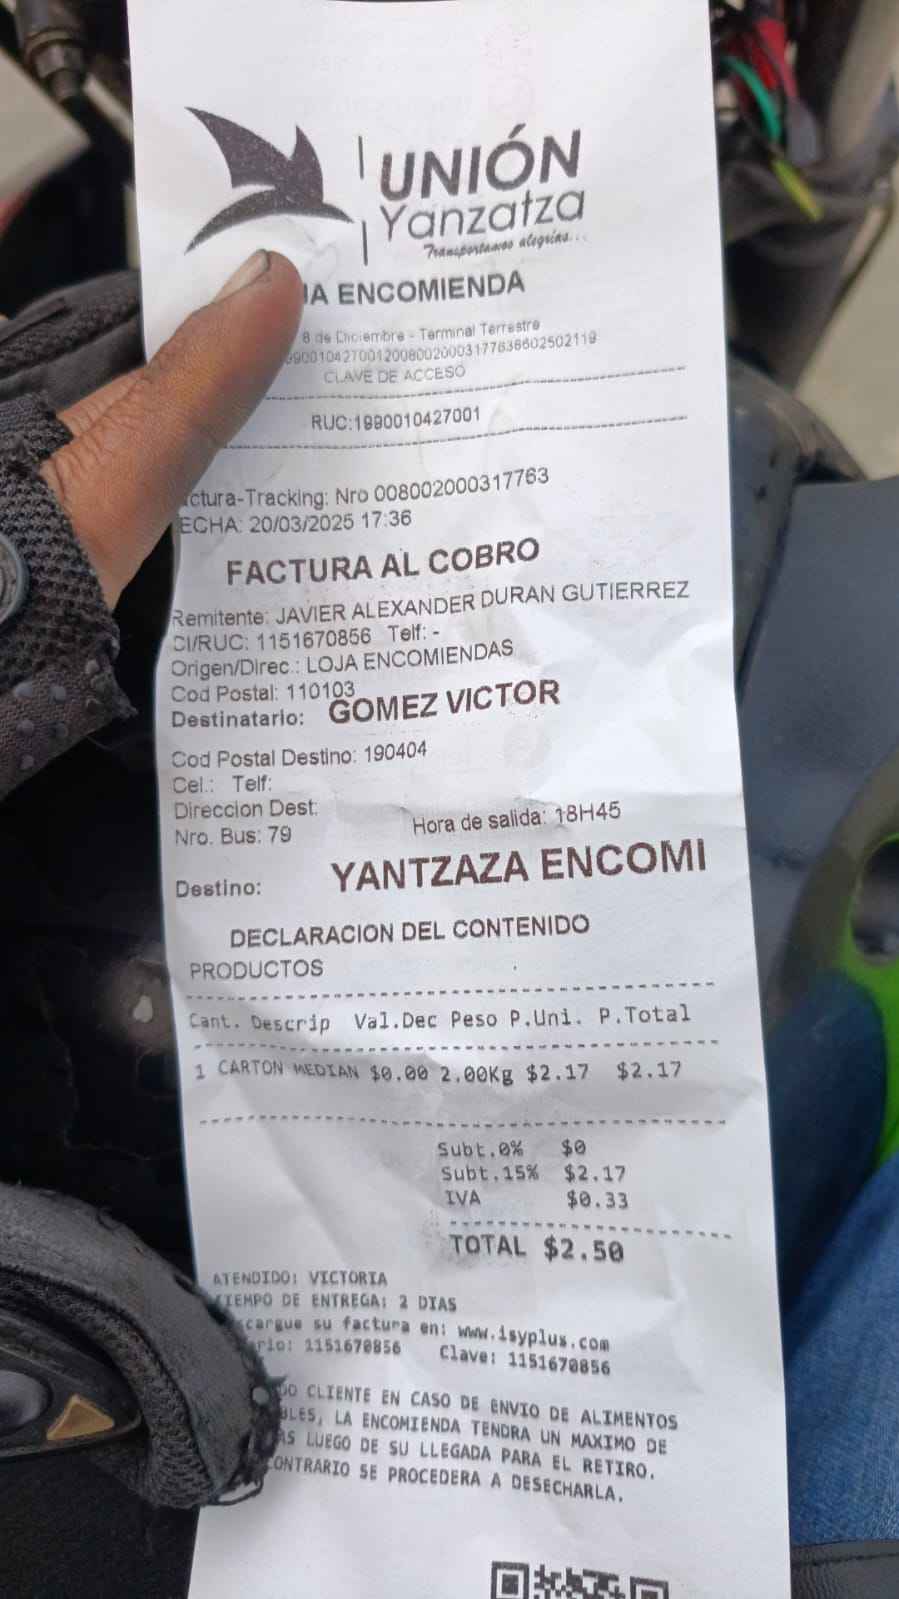 UNIÓN
Yanzatza
Transportamos alegrías...
ENCOMIENDA
8 de Diciembre - Terminal Terrestre
CLAVE DE ACCESO
RUC:1990010427001
ctura-Tracking: Nro 008002000317763
ECHA: 20/03/2025 17:36
FACTURA AL COBRO
Remitente: JAVIER ALEXANDER DURAN GUTIERREZ
CI/RUC: 1151670856 Telf: -
Origen/Direc.: LOJA ENCOMIENDAS
Cod Postal: 110103
Destinatario: GOMEZ VICTOR
Cod Postal Destino: 190404
Cel.: Telf:
Direccion Dest:
Nro. Bus: 79 Hora de salida: 18H45
Destino: YANTZAZA ENCOMI
DECLARACION DEL CONTENIDO
PRODUCTOS
Cant. Descrip Val.Dec Peso P.Uni. P.Total
1 CARTON MEDIAN $0.00 2.00Kg $2.17 $2.17
Subt.0% $0
Subt.15% $2.17
IVA $0.33
TOTAL $2.50
ATENDIDO: VICTORIA
TIEMPO DE ENTREGA: 2 DIAS
scargue su factura en: www.isyplus.com
rio: 1151670856 Clave: 1151670856
DO CLIENTE EN CASO DE ENVIO DE ALIMENTOS
BLES, LA ENCOMIENDA TENDRA UN MAXIMO DE
AS LUEGO DE SU LLEGADA PARA EL RETIRO.
CONTRARIO SE PROCEDERA A DESECHARLA.